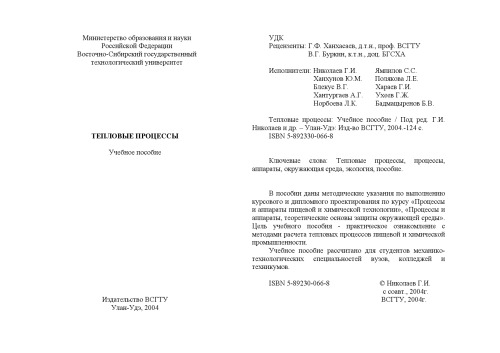 Министерство образования и науки
Российской Федерации
Восточно-Сибирский государственный
технологический университет
ТЕПЛОВЫЕ ПРОЦЕССЫ
Учебное пособие
Издательство ВСГТУ
Улан-Удэ, 2004
УДК
Рецензенты: Г.Ф. Ханхасаев, д.т.н., проф. ВСГТУ
В.Г. Буркин, к.т.н., доц. БГСХА
Исполнители: Николаев Г.И. Ямпилов С.С.
Ханхунов Ю.М. Полякова Л.Е.
Блекус В.Г. Хараев Г.И.
Хантургаев А.Г. Ухеев Г.Ж.
Норбоева Л.К. Бадмацыренов Б.В.
Тепловые процессы: Учебное пособие / Под ред. Г.И.
Николаев и др. – Улан-Удэ: Изд-во ВСГТУ, 2004.-124 с.
ISBN 5-89230-066-8
Ключевые слова: Тепловые процессы, процессы,
аппараты, окружающая среда, экология, пособие.
В пособии даны методические указания по выполнению
курсового и дипломного проектирования по курсу «Процессы
и аппараты пищевой и химической технологии», «Процессы и
аппараты, теоретические основы защиты окружающей среды».
Цель учебного пособия - практическое ознакомление с
методами расчета тепловых процессов пищевой и химической
промышленности.
Учебное пособие рассчитано для студентов механико-
технологических специальностей вузов, колледжей и
техникумов.
ISBN 5-892330-066-8 © Николаев Г.И.
с соавт., 2004г.
ВСГТУ, 2004г.